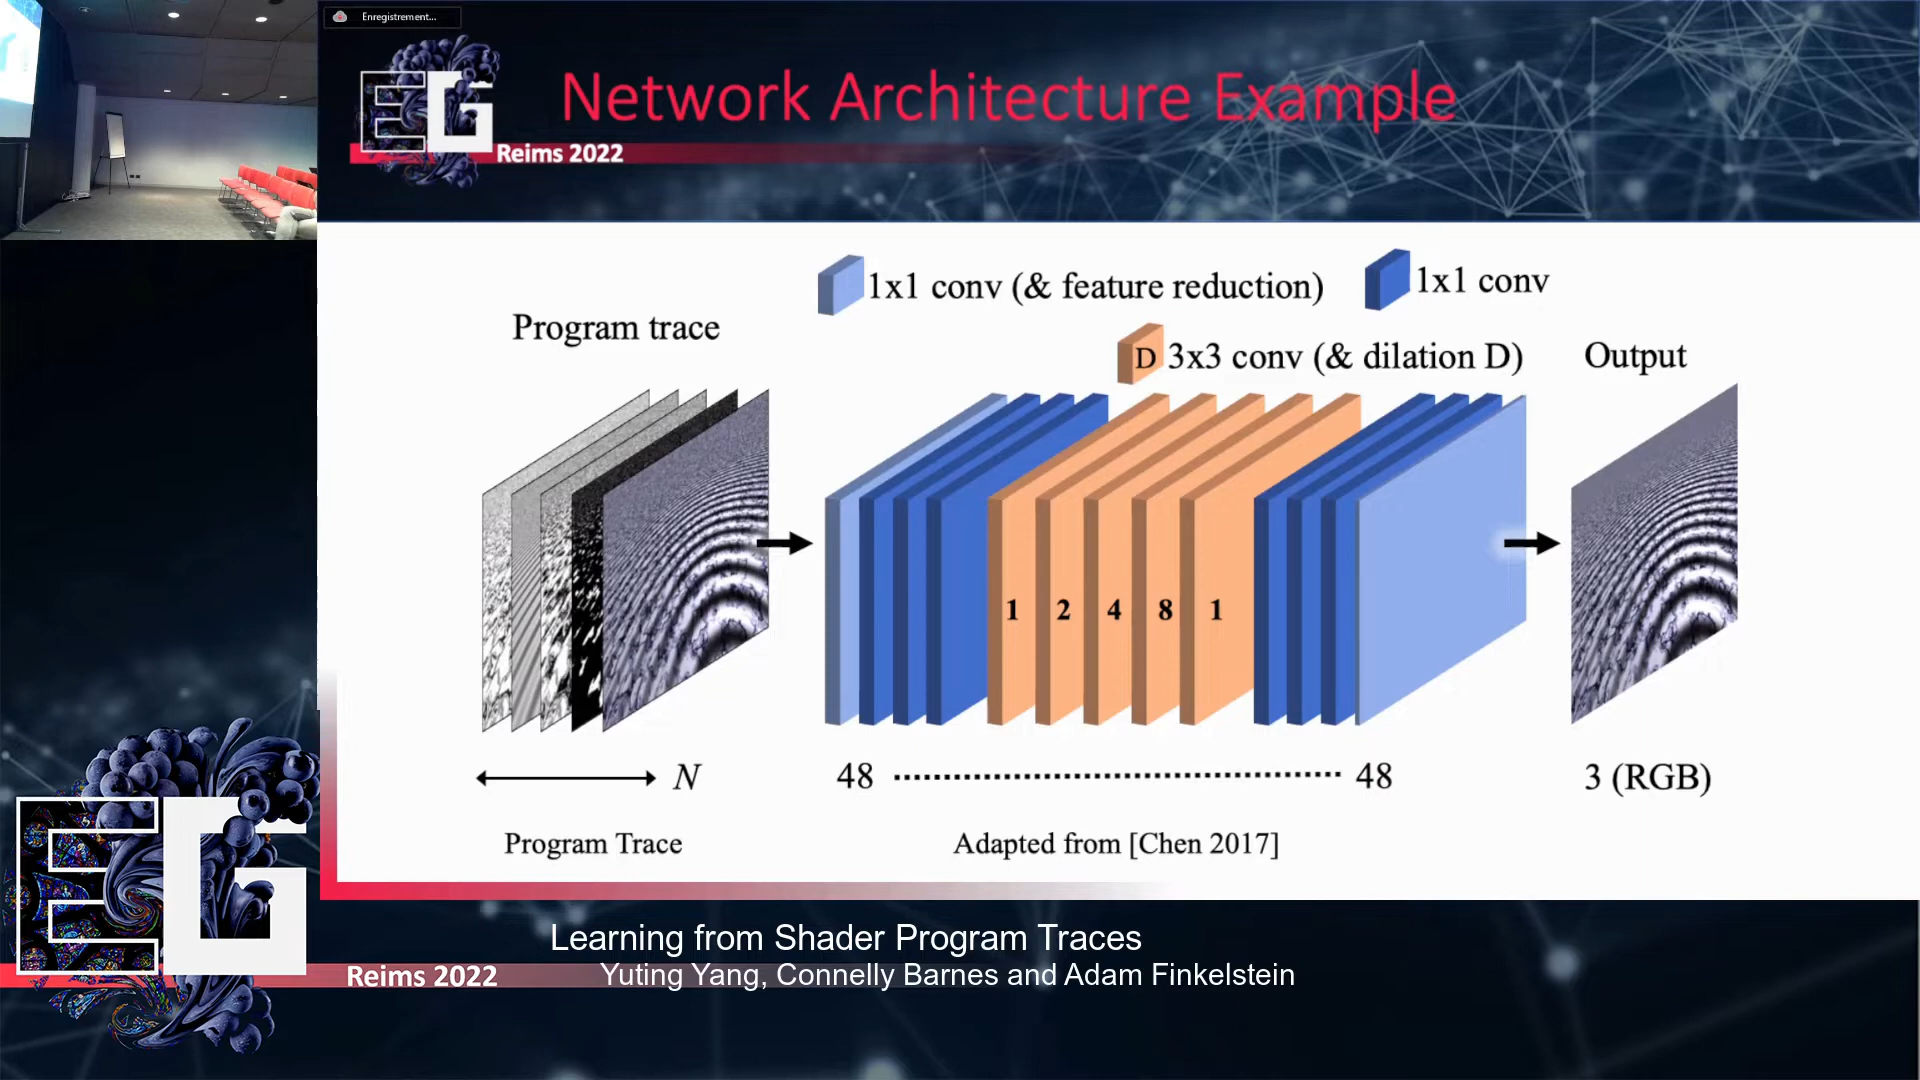 Enregistrement...
EG
Network Architecture Example
Reims 2022
1x1 conv (& feature reduction)
1x1 conv
Program trace
D 3x3 conv (& dilation D)
Output
1 2 4 8 1
N
48
48
3 (RGB)
Program Trace
Adapted from [Chen 2017]
EG
Learning from Shader Program Traces
Reims 2022
Yuting Yang, Connelly Barnes and Adam Finkelstein